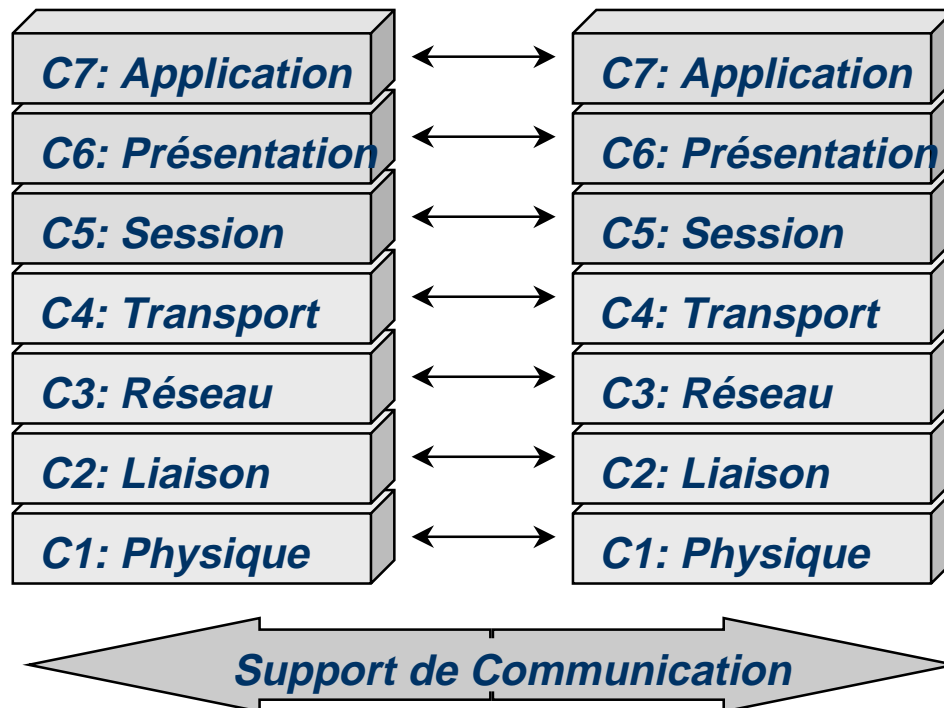 C7: Application
C7: Application
C6: Présentation
C6: Présentation
C5: Session
C5: Session
C4: Transport
C4: Transport
C3: Réseau
C3: Réseau
C2: Liaison
C2: Liaison
C1: Physique
C1: Physique
Support de Communication